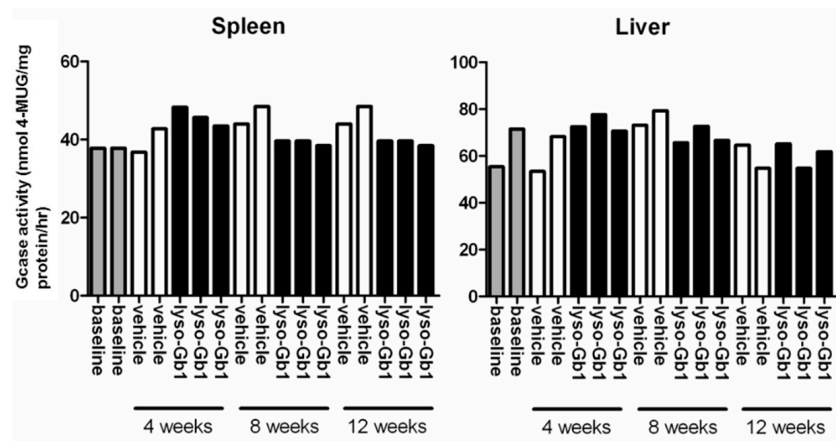 Spleen
Gcase activity (nmol 4-MUG/mg
protein/hr)
60
40
20
0
baseline
baseline
vehicle
vehicle
lyso-Gb1
lyso-Gb1
lyso-Gb1
vehicle
vehicle
lyso-Gb1
lyso-Gb1
lyso-Gb1
vehicle
vehicle
lyso-Gb1
lyso-Gb1
lyso-Gb1
4 weeks
8 weeks
12 weeks
Liver
100
80
60
40
20
0
baseline
baseline
vehicle
vehicle
lyso-Gb1
lyso-Gb1
lyso-Gb1
vehicle
vehicle
lyso-Gb1
lyso-Gb1
lyso-Gb1
vehicle
vehicle
lyso-Gb1
lyso-Gb1
lyso-Gb1
4 weeks
8 weeks
12 weeks